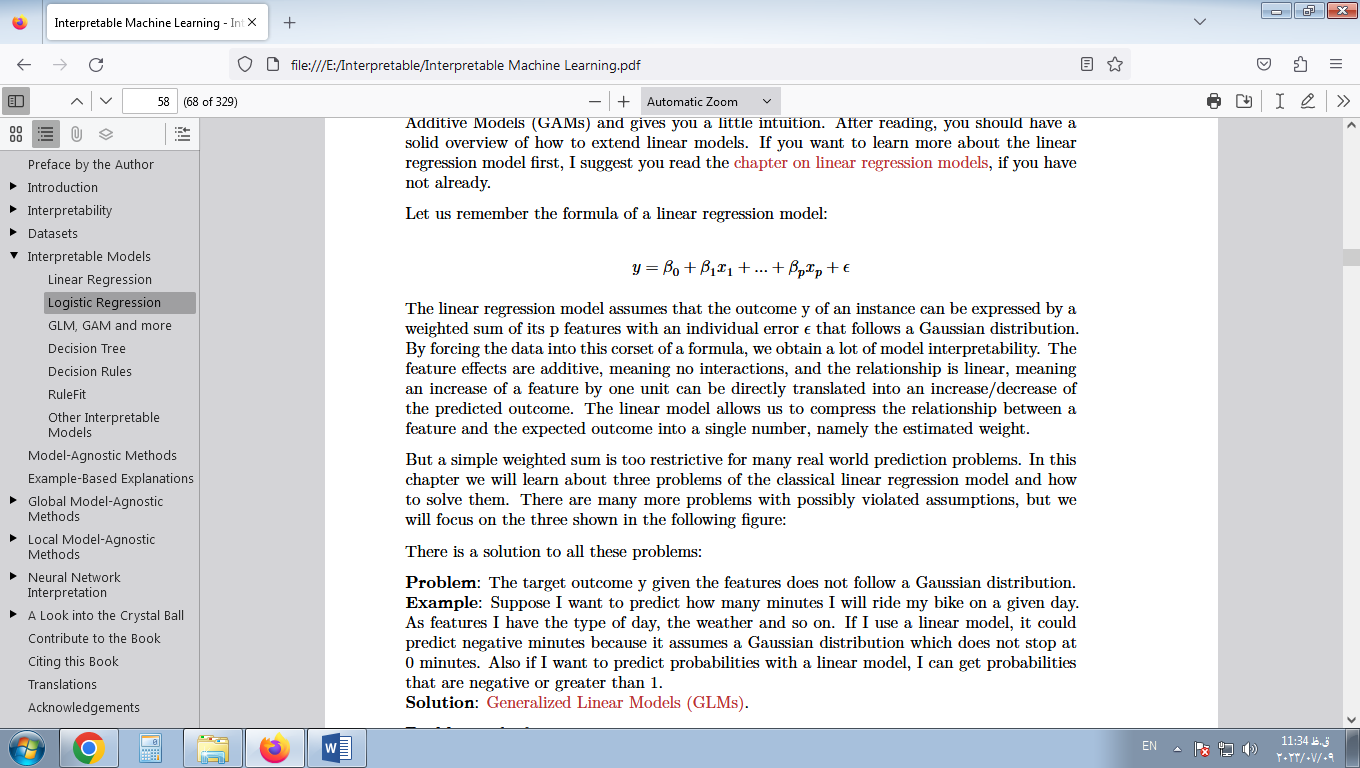 Interpretable Machine Learning - Int
file:///E:/Interpretable/Interpretable Machine Learning.pdf
58 (68 of 329)
Automatic Zoom
Preface by the Author
Introduction
Interpretability
Datasets
Interpretable Models
Linear Regression
Logistic Regression
GLM, GAM and more
Decision Tree
Decision Rules
RuleFit
Other Interpretable
Models
Model-Agnostic Methods
Example-Based Explanations
Global Model-Agnostic
Methods
Local Model-Agnostic
Methods
Neural Network
Interpretation
A Look into the Crystal Ball
Contribute to the Book
Citing this Book
Translations
Acknowledgements
Additive Models (GAMs) and gives you a little intuition. After reading, you should have a
solid overview of how to extend linear models. If you want to learn more about the linear
regression model first, I suggest you read the chapter on linear regression models, if you have
not already.
Let us remember the formula of a linear regression model:
y = β₀ + β₁x₁ + … + βₚxₚ + ϵ
The linear regression model assumes that the outcome y of an instance can be expressed by a
weighted sum of its p features with an individual error ϵ that follows a Gaussian distribution.
By forcing the data into this corset of a formula, we obtain a lot of model interpretability. The
feature effects are additive, meaning no interactions, and the relationship is linear, meaning
an increase of a feature by one unit can be directly translated into an increase/decrease of
the predicted outcome. The linear model allows us to compress the relationship between a
feature and the expected outcome into a single number, namely the estimated weight.
But a simple weighted sum is too restrictive for many real world prediction problems. In this
chapter we will learn about three problems of the classical linear regression model and how
to solve them. There are many more problems with possibly violated assumptions, but we
will focus on the three shown in the following figure:
There is a solution to all these problems:
Problem: The target outcome y given the features does not follow a Gaussian distribution.
Example: Suppose I want to predict how many minutes I will ride my bike on a given day.
As features I have the type of day, the weather and so on. If I use a linear model, it could
predict negative minutes because it assumes a Gaussian distribution which does not stop at
0 minutes. Also if I want to predict probabilities with a linear model, I can get probabilities
that are negative or greater than 1.
Solution: Generalized Linear Models (GLMs).
EN
11:34 ق.ظ
۲۰۲۳/۰۷/۰۹